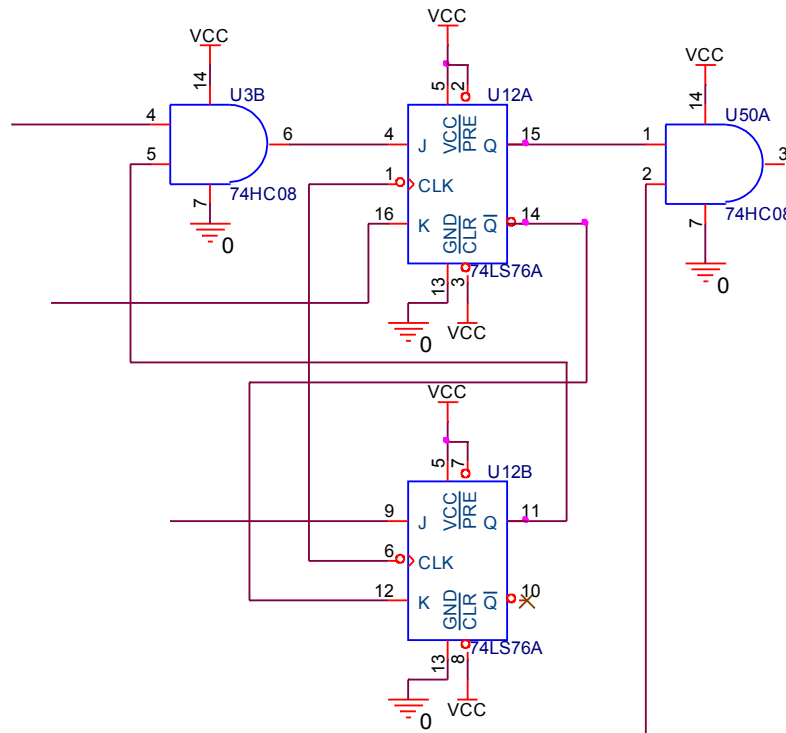 VCC
VCC
VCC
14
U3B
5
2
U12A
14
U50A
4
5
6
74HC08
7
0
4
J
VCC
PRE
Q
15
1
CLK
16
K
GND
CLR
Q
14
74LS76A
13
3
0
VCC
1
2
3
74HC08
7
0
VCC
5
7
U12B
9
J
VCC
PRE
Q
11
6
CLK
12
K
GND
CLR
Q
10
74LS76A
13
8
0
VCC